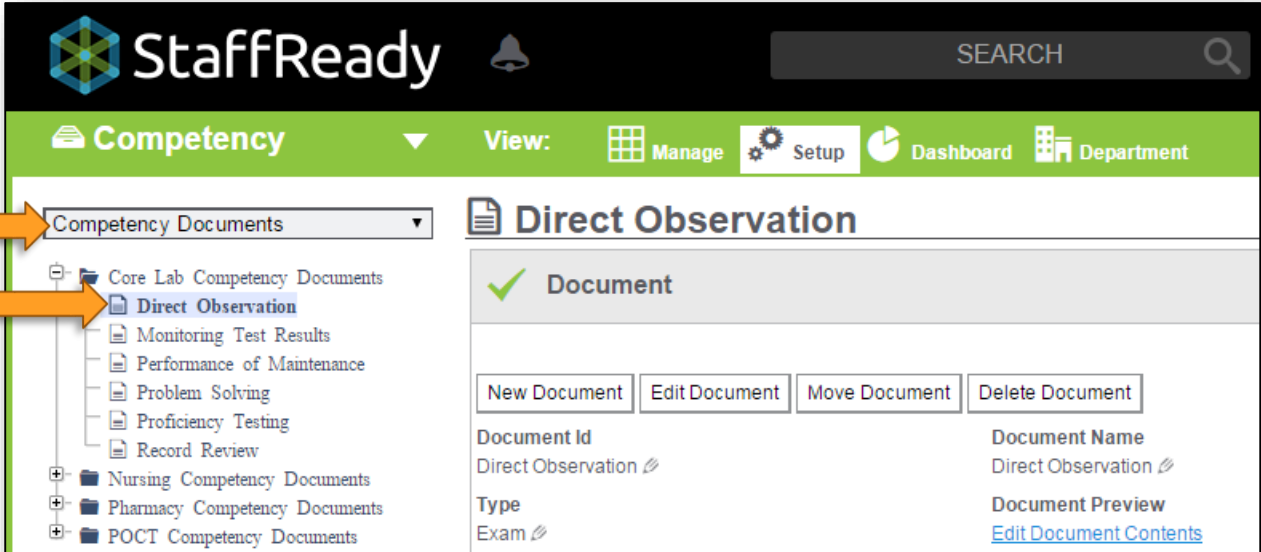 StaffReady
SEARCH
Competency
View:
Manage
Setup
Dashboard
Department
Competency Documents
Core Lab Competency Documents
Direct Observation
Monitoring Test Results
Performance of Maintenance
Problem Solving
Proficiency Testing
Record Review
Nursing Competency Documents
Pharmacy Competency Documents
POCT Competency Documents
Direct Observation
Document
New Document
Edit Document
Move Document
Delete Document
Document Id
Direct Observation
Document Name
Direct Observation
Type
Exam
Document Preview
Edit Document Contents